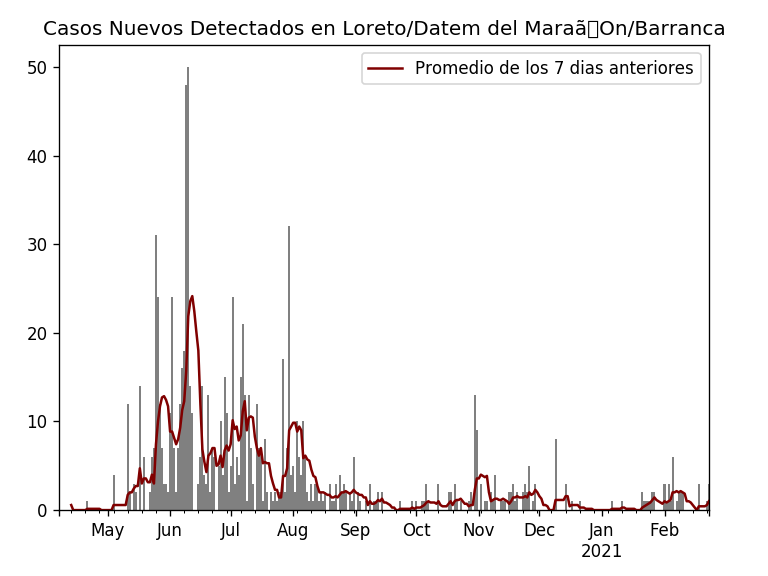 Casos Nuevos Detectados en Loreto/Datem del Maraã▯On/Barranca
Promedio de los 7 dias anteriores
50
40
30
20
10
0
May Jun Jul Aug Sep Oct Nov Dec Jan Feb
2021